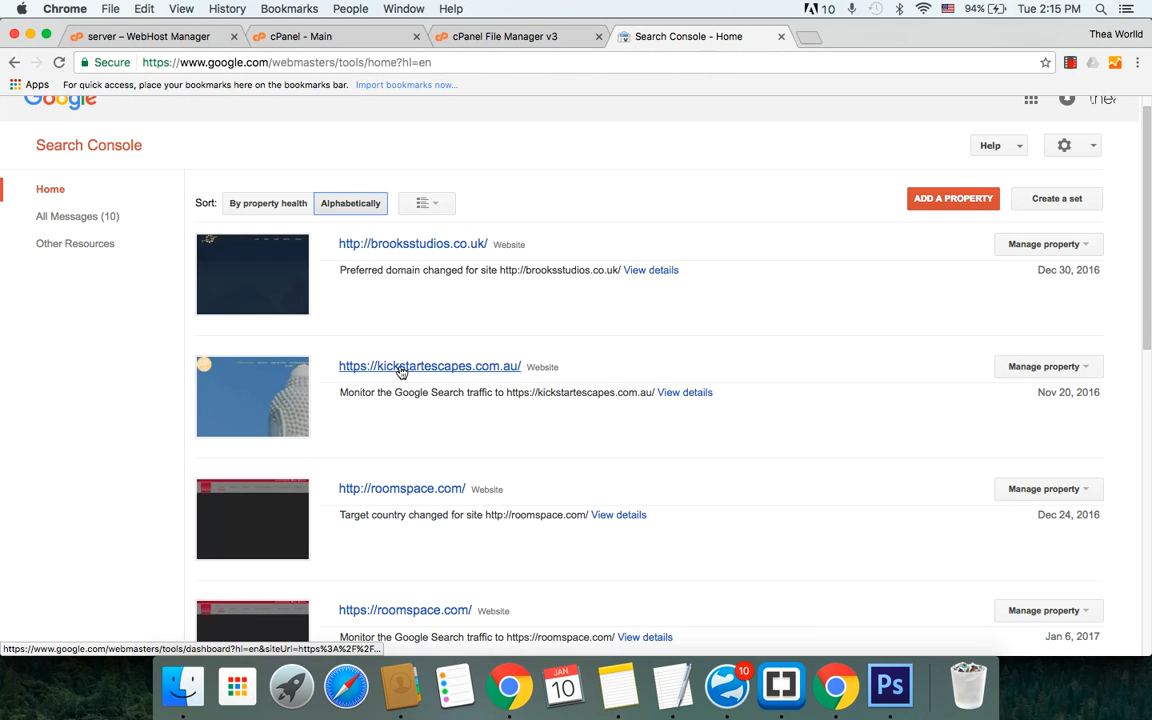 Chrome File Edit View History Bookmarks People Window Help 10 94% Tue 2:15 PM
server – WebHost Manager cPanel - Main cPanel File Manager v3 Search Console - Home Thea World
Secure https://www.google.com/webmasters/tools/home?hl=en
Apps For quick access, place your bookmarks here on the bookmarks bar. Import bookmarks now...
Google thea
Search Console Help
Home
Sort: By property health Alphabetically ADD A PROPERTY Create a set
All Messages (10)
Other Resources
http://brooksstudios.co.uk/ Website Manage property
Preferred domain changed for site http://brooksstudios.co.uk/ View details Dec 30, 2016
https://kickstartescapes.com.au/ Website Manage property
Monitor the Google Search traffic to https://kickstartescapes.com.au/ View details Nov 20, 2016
http://roomspace.com/ Website Manage property
Target country changed for site http://roomspace.com/ View details Dec 24, 2016
https://roomspace.com/ Website Manage property
Monitor the Google Search traffic to https://roomspace.com/ View details Jan 6, 2017
https://www.google.com/webmasters/tools/dashboard?hl=en&siteUrl=https%3A%2F%2F...
JAN
10
10
Ps